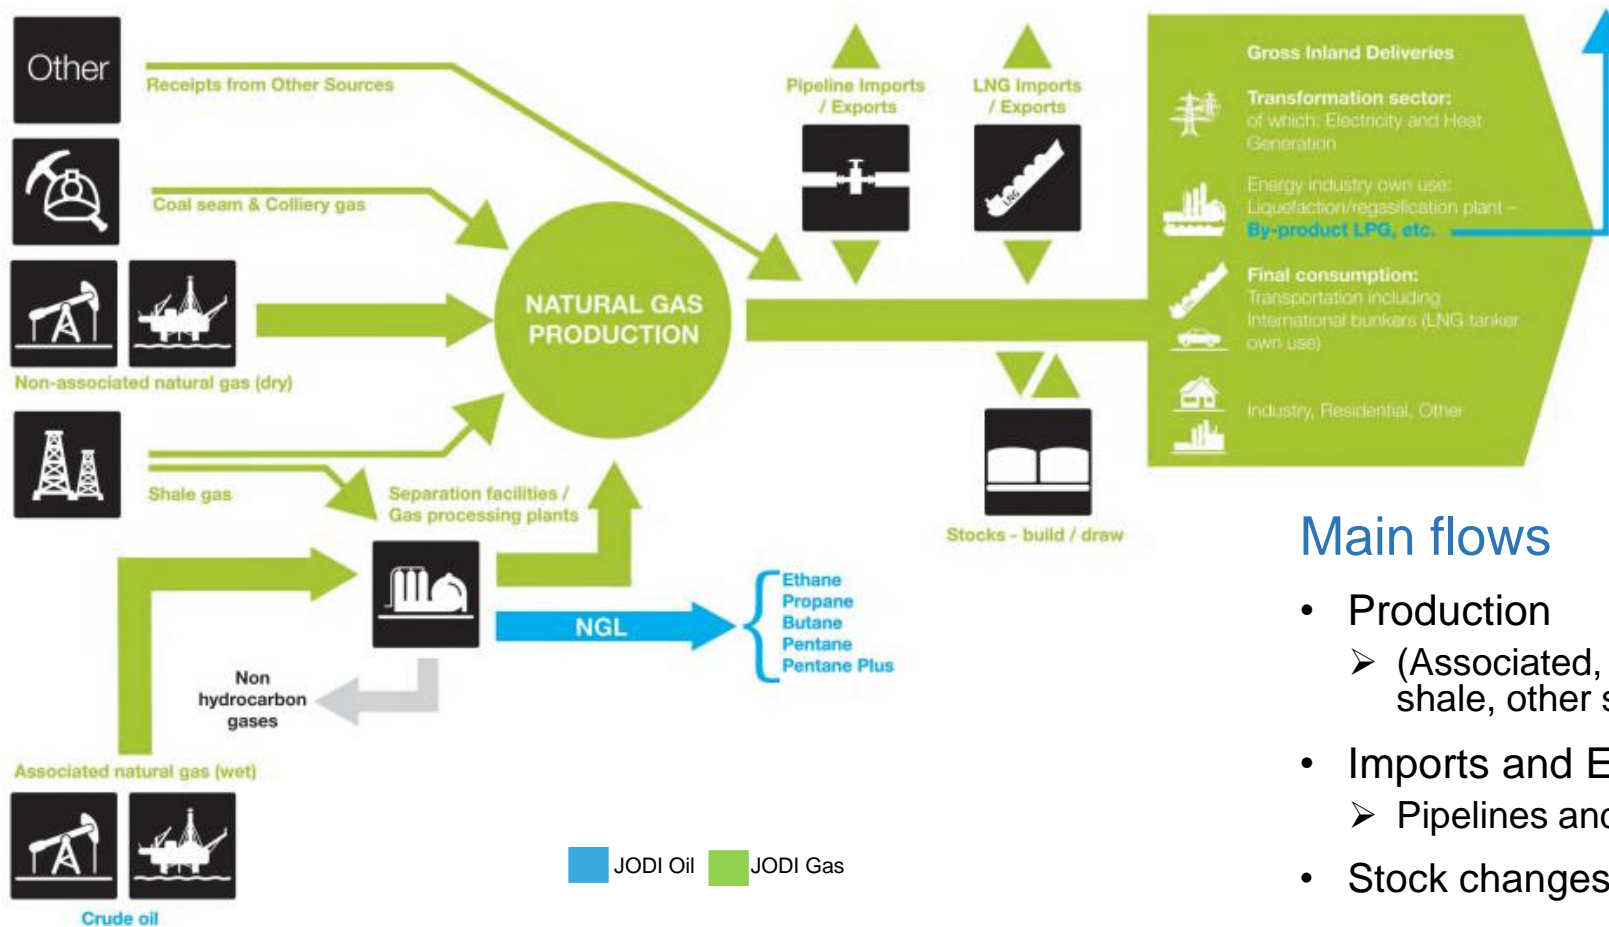 Other
Receipts from Other Sources
Coal seam & Colliery gas
Non-associated natural gas (dry)
Shale gas
Separation facilities /
Gas processing plants
NATURAL GAS
PRODUCTION
Pipeline Imports
/ Exports
LNG Imports
/ Exports
LNG
Stocks - build / draw
Gross Inland Deliveries
Transformation sector:
of which: Electricity and Heat
Generation
Energy industry own use:
Liquefaction/regasification plant –
By-product LPG, etc.
Final consumption:
Transportation including
International bunkers (LNG tanker
own use)
Industry, Residential, Other
NGL
Ethane
Propane
Butane
Pentane
Pentane Plus
Non
hydrocarbon
gases
Associated natural gas (wet)
Crude oil
JODI Oil
JODI Gas
Main flows
• Production
➢ (Associated,
shale, other s
• Imports and E
➢ Pipelines and
• Stock changes